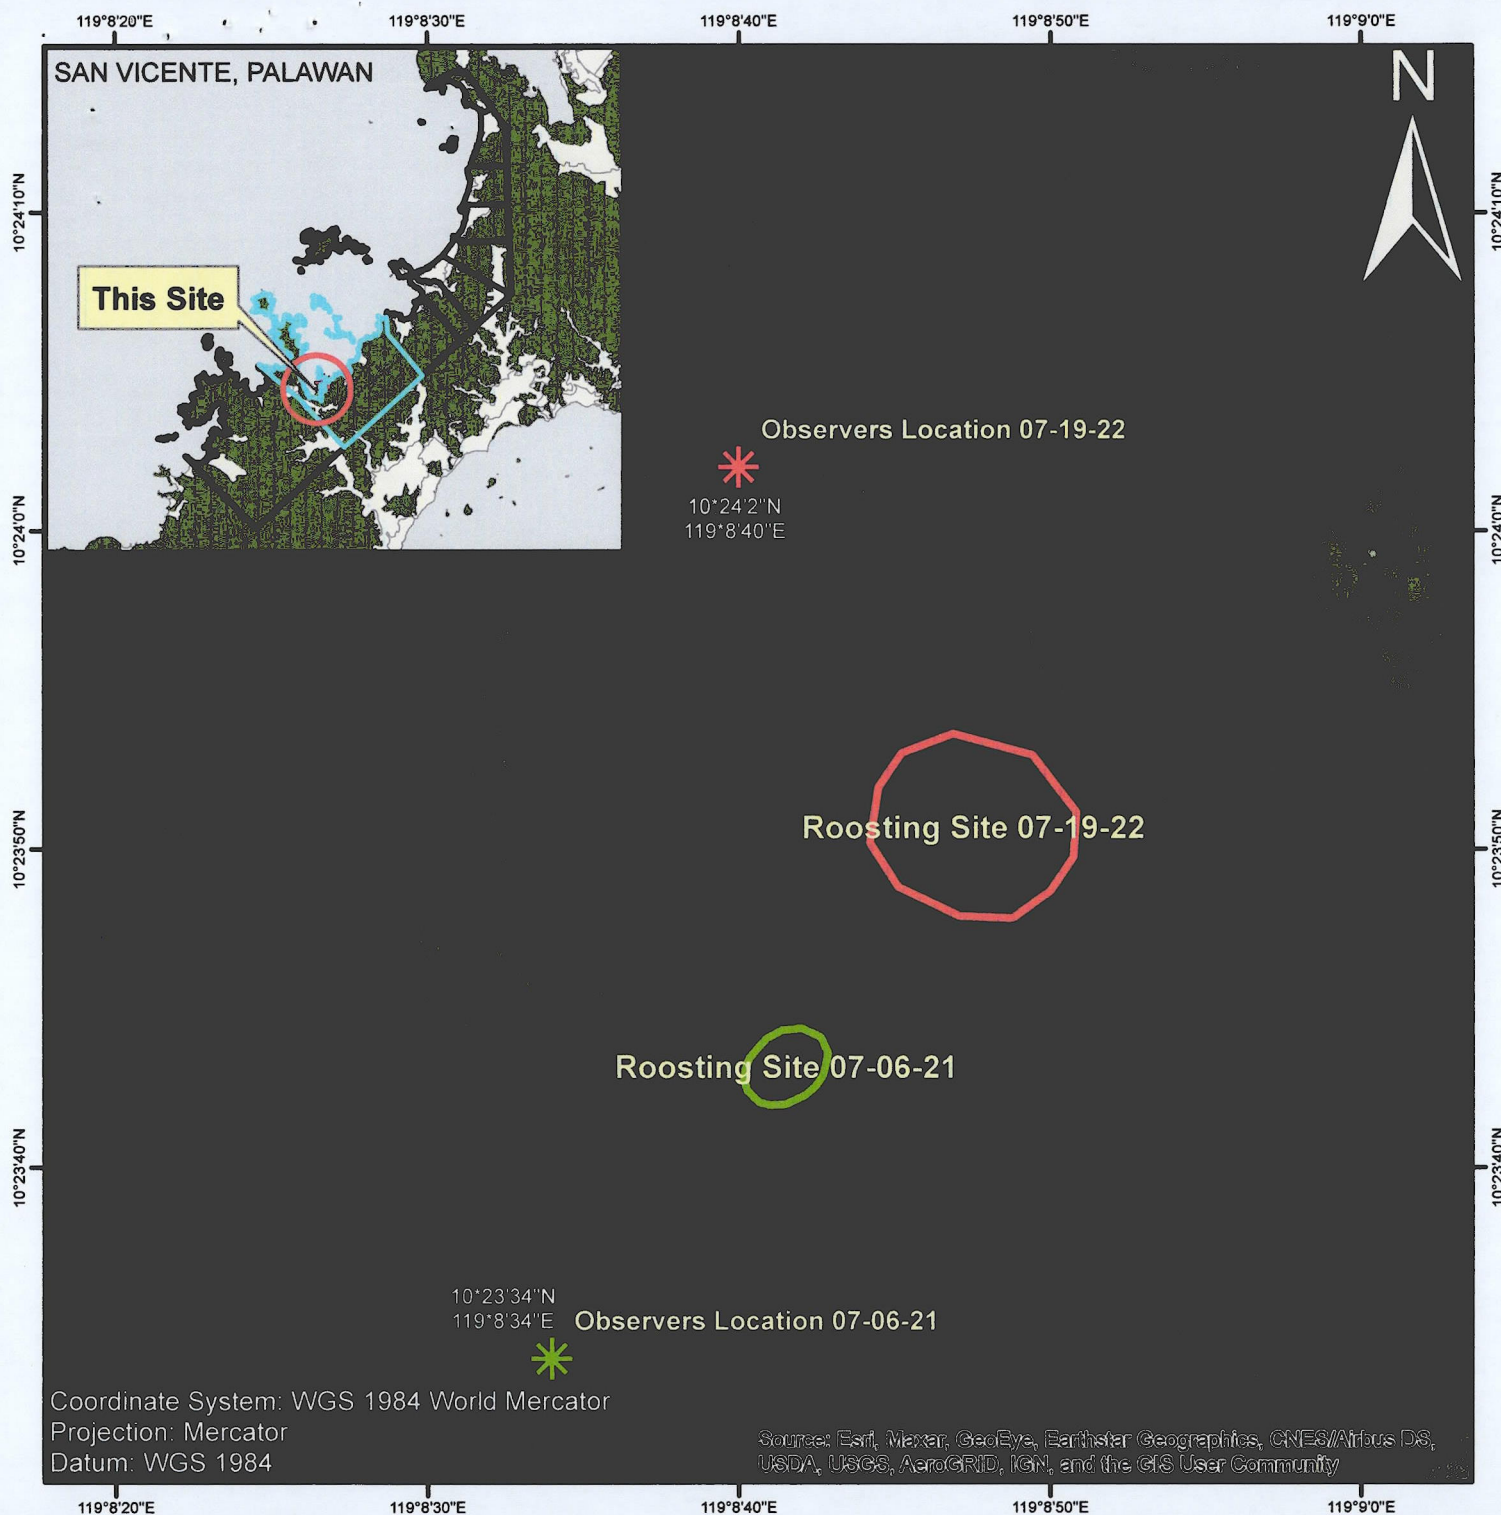 119°8'20"E
119°8'30"E
119°8'40"E
119°8'50"E
119°9'0"E
SAN VICENTE, PALAWAN
N
10°24'10"N
10°24'10"N
This Site
Observers Location 07-19-22
10*24'2"N
119*8'40"E
10°24'0"N
10°24'0"N
Roosting Site 07-19-22
10°23'50"N
10°23'50"N
Roosting Site 07-06-21
10°23'40"N
10°23'40"N
10*23'34"N
119*8'34"E
Observers Location 07-06-21
Coordinate System: WGS 1984 World Mercator
Projection: Mercator
Datum: WGS 1984
Source: Esri, Maxar, GeoEye, Earthstar Geographics, CNES/Airbus DS,
USDA, USGS, AeroGRID, IGN, and the GIS User Community
119°8'20"E
119°8'30"E
119°8'40"E
119°8'50"E
119°9'0"E